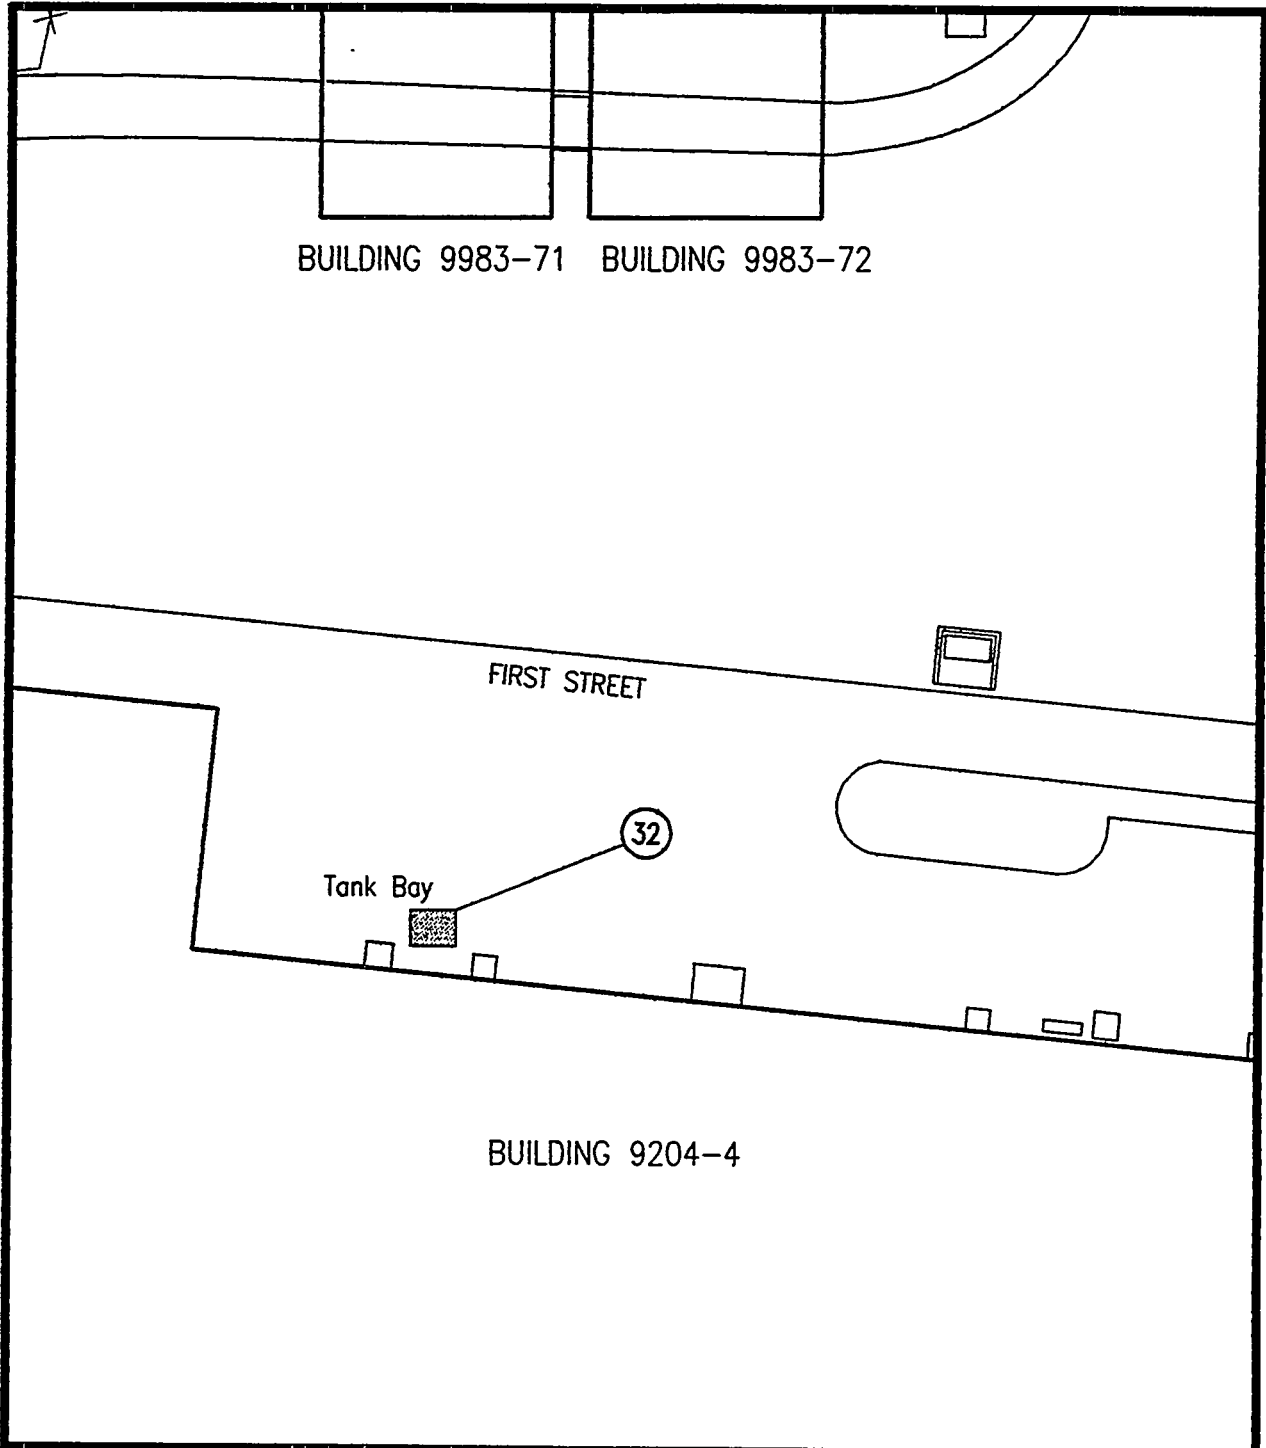 BUILDING 9983-71 BUILDING 9983-72
FIRST STREET
32
Tank Bay
BUILDING 9204-4